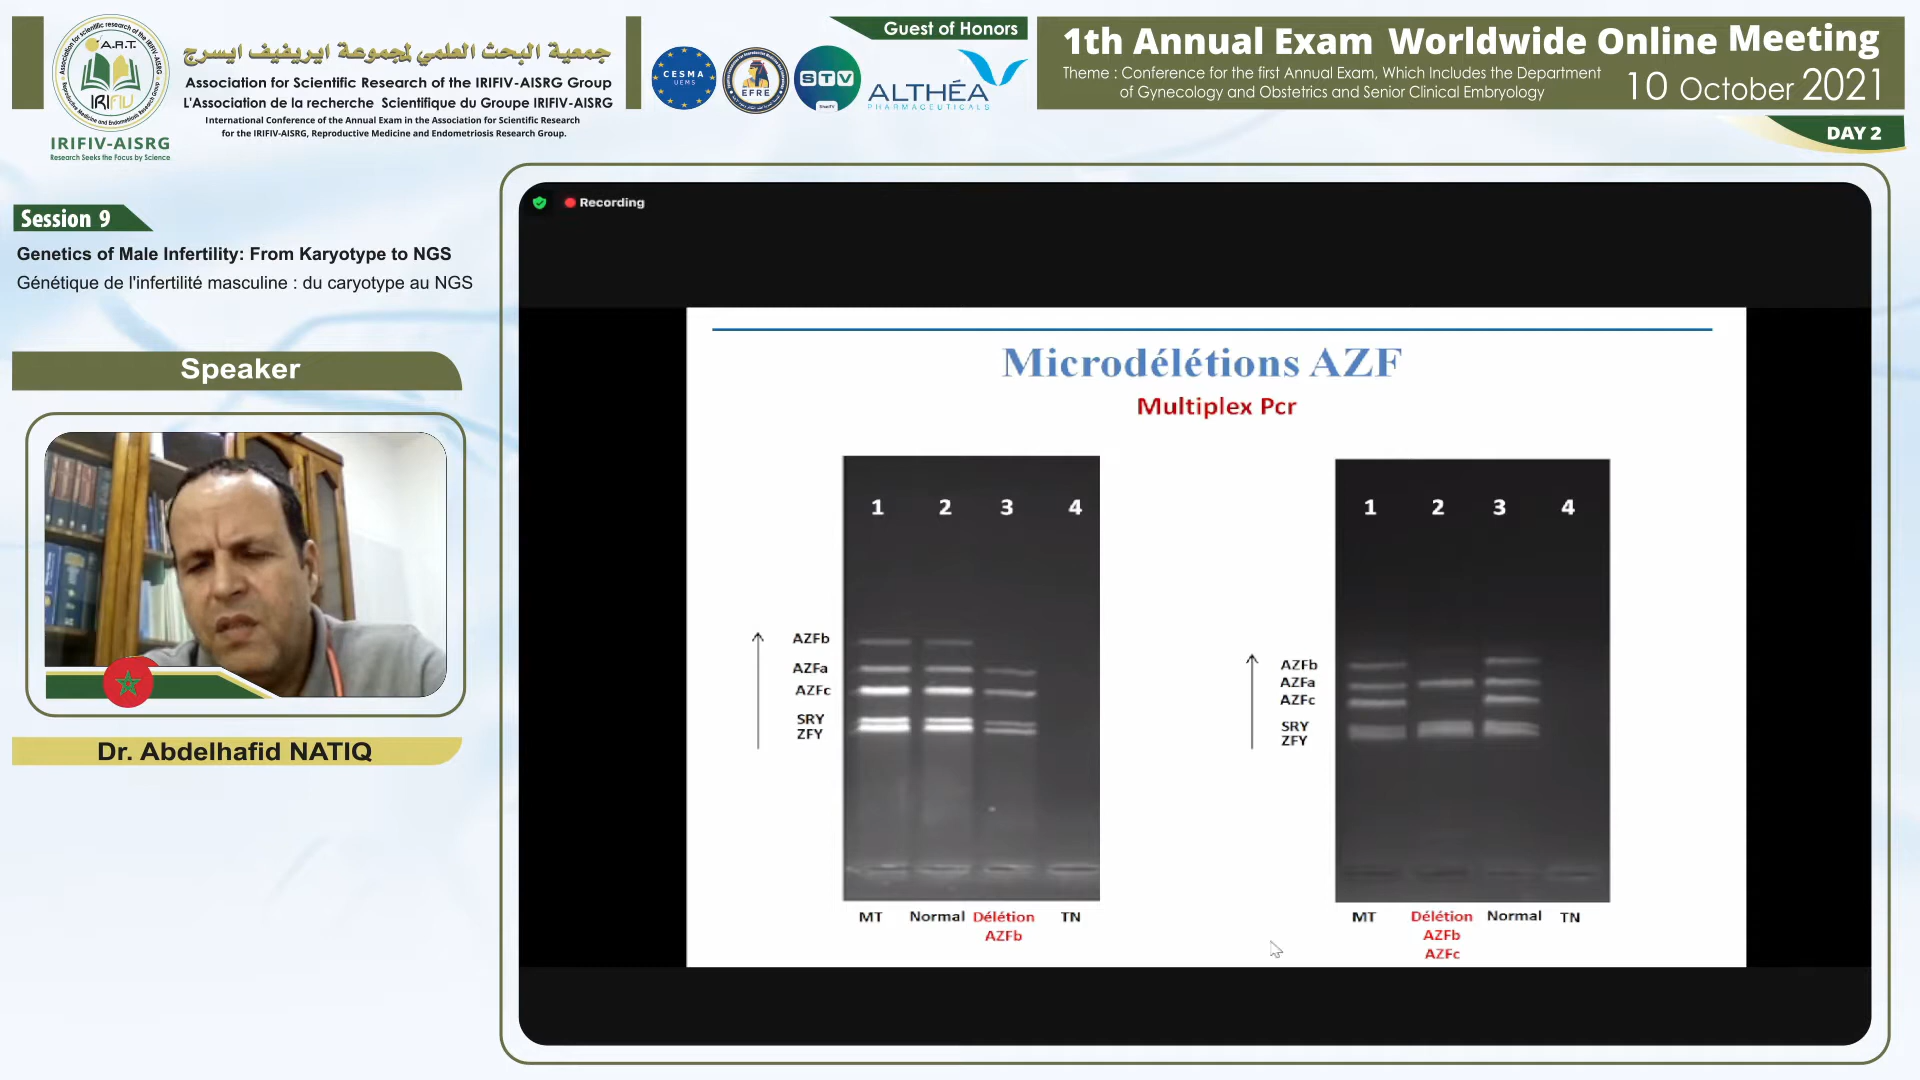 A.R.T.
IRIFIV
IRIFIV-AISRG
Research Seeks the Focus by Science
جمعية البحث العلمي لمجموعة ايريفيف ايسرج
Association for Scientific Research of the IRIFIV-AISRG Group
L'Association de la recherche Scientifique du Groupe IRIFIV-AISRG
International Conference of the Annual Exam in the Association for Scientific Research
for the IRIFIV-AISRG, Reproductive Medicine and Endometriosis Research Group.
Guest of Honors
CESMA
UEMS
EFRE
STV
ALTHÉA
PHARMACEUTICALS
1th Annual Exam Worldwide Online Meeting
Theme : Conference for the first Annual Exam, Which Includes the Department
of Gynecology and Obstetrics and Senior Clinical Embryology
10 October 2021
DAY 2
Session 9
Genetics of Male Infertility: From Karyotype to NGS
Génétique de l'infertilité masculine : du caryotype au NGS
Speaker
Dr. Abdelhafid NATIQ
Recording
Microdélétions AZF
Multiplex Pcr
1 2 3 4
AZFb
AZFa
AZFc
SRY
ZFY
MT Normal Délétion TN
AZFb
1 2 3 4
AZFb
AZFa
AZFc
SRY
ZFY
MT Délétion Normal TN
AZFb
AZFc